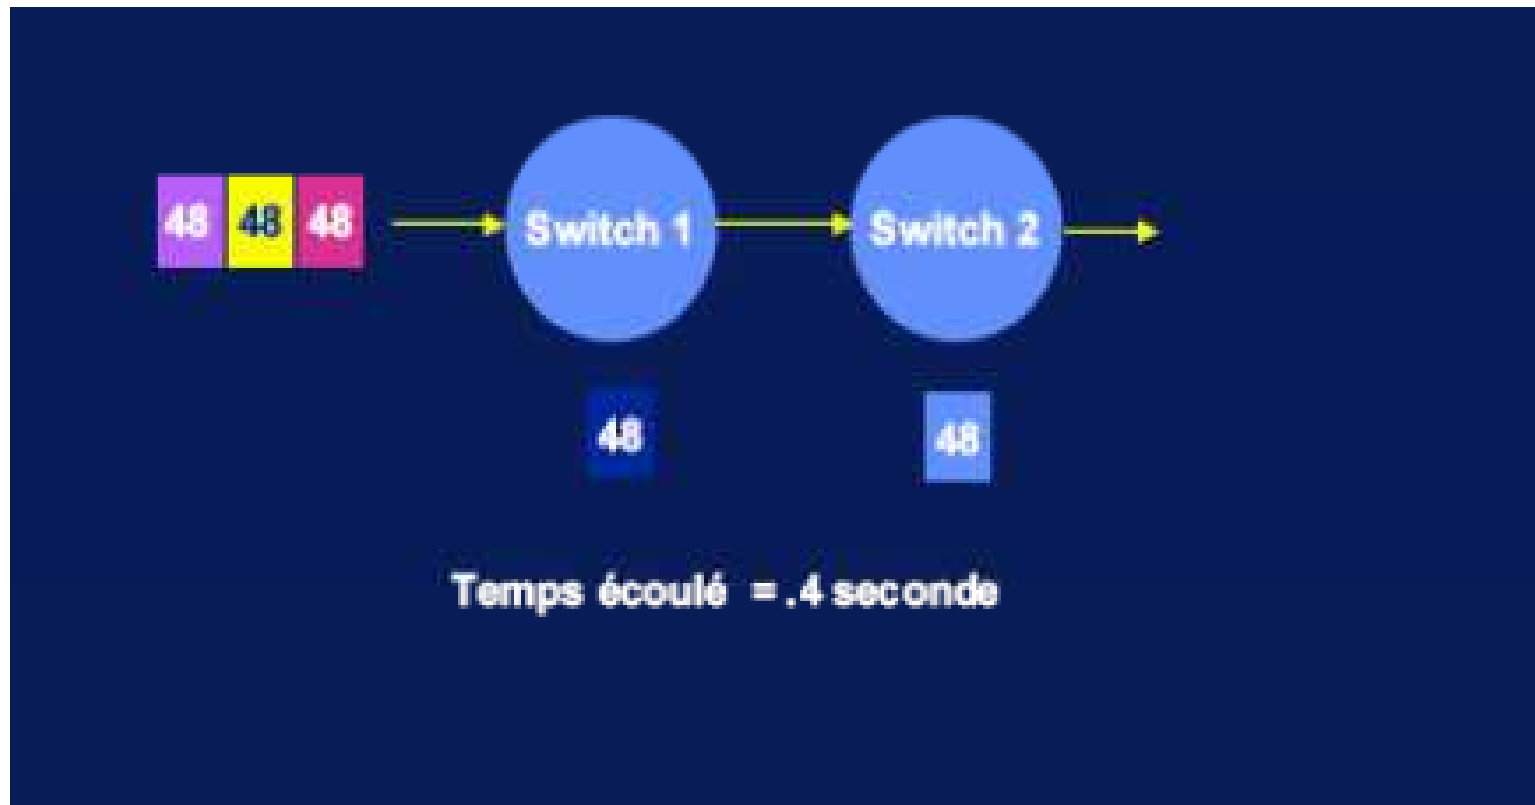 48 48 48
Switch 1
Switch 2
48
48
Temps écoulé = .4 seconde